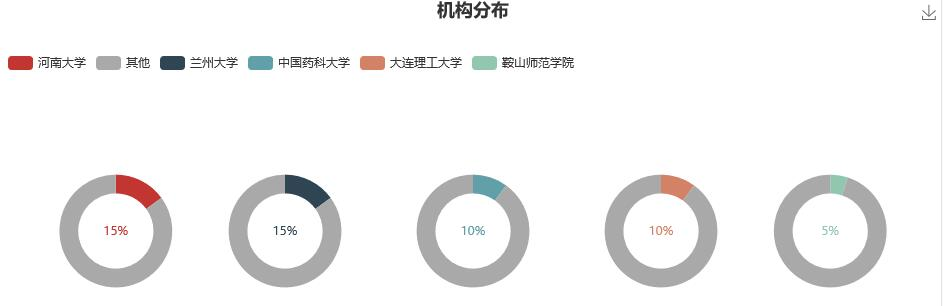 机构分布
河南大学 其他 兰州大学 中国药科大学 大连理工大学 鞍山师范学院
15% 15% 10% 10% 5%